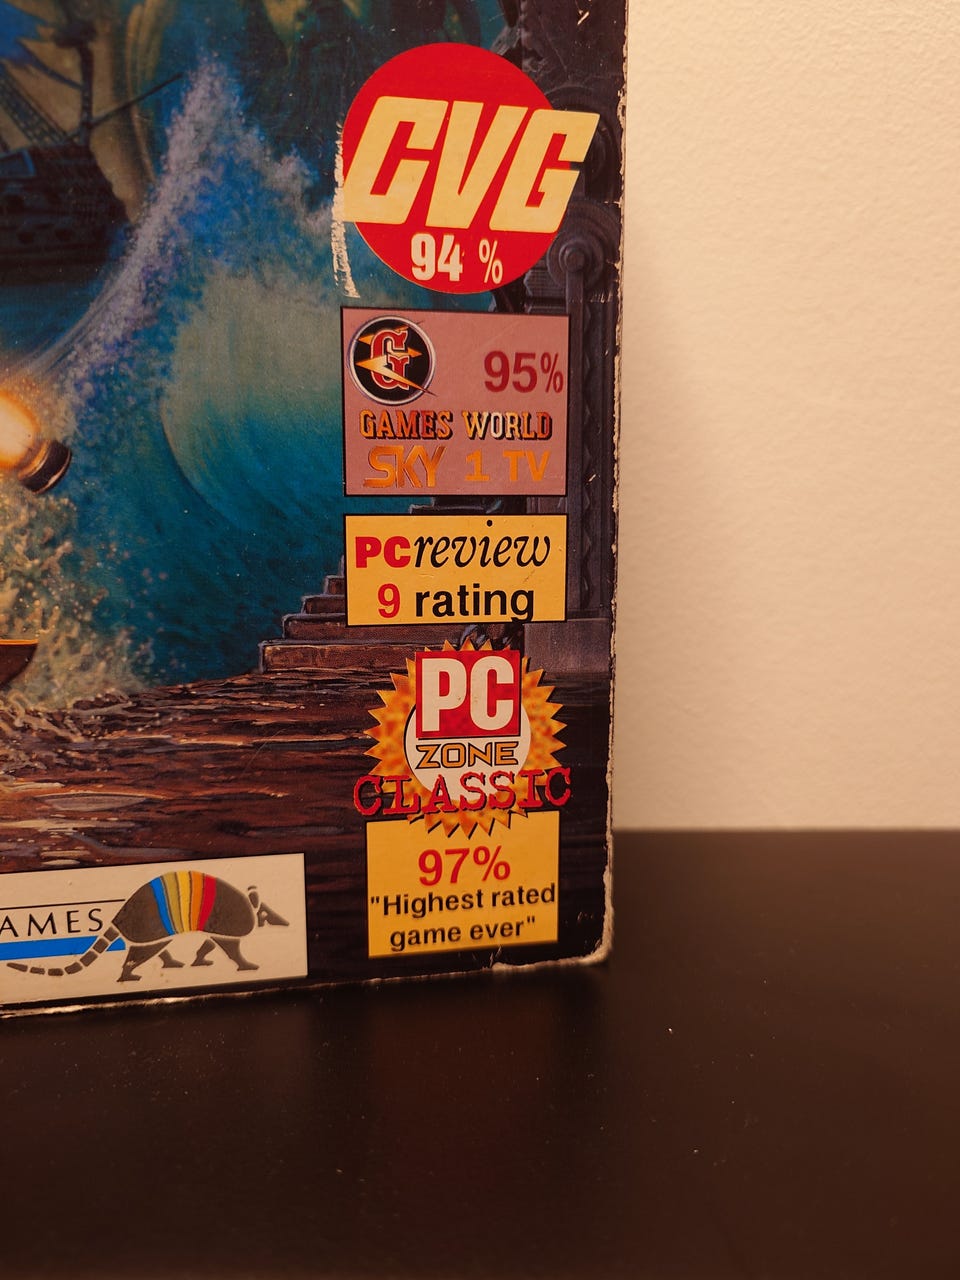 CVG
94 %
G
95%
GAMES WORLD
SKY 1 TV
PCreview
9 rating
PC
ZONE
CLASSIC
97%
"Highest rated
game ever"
AMES